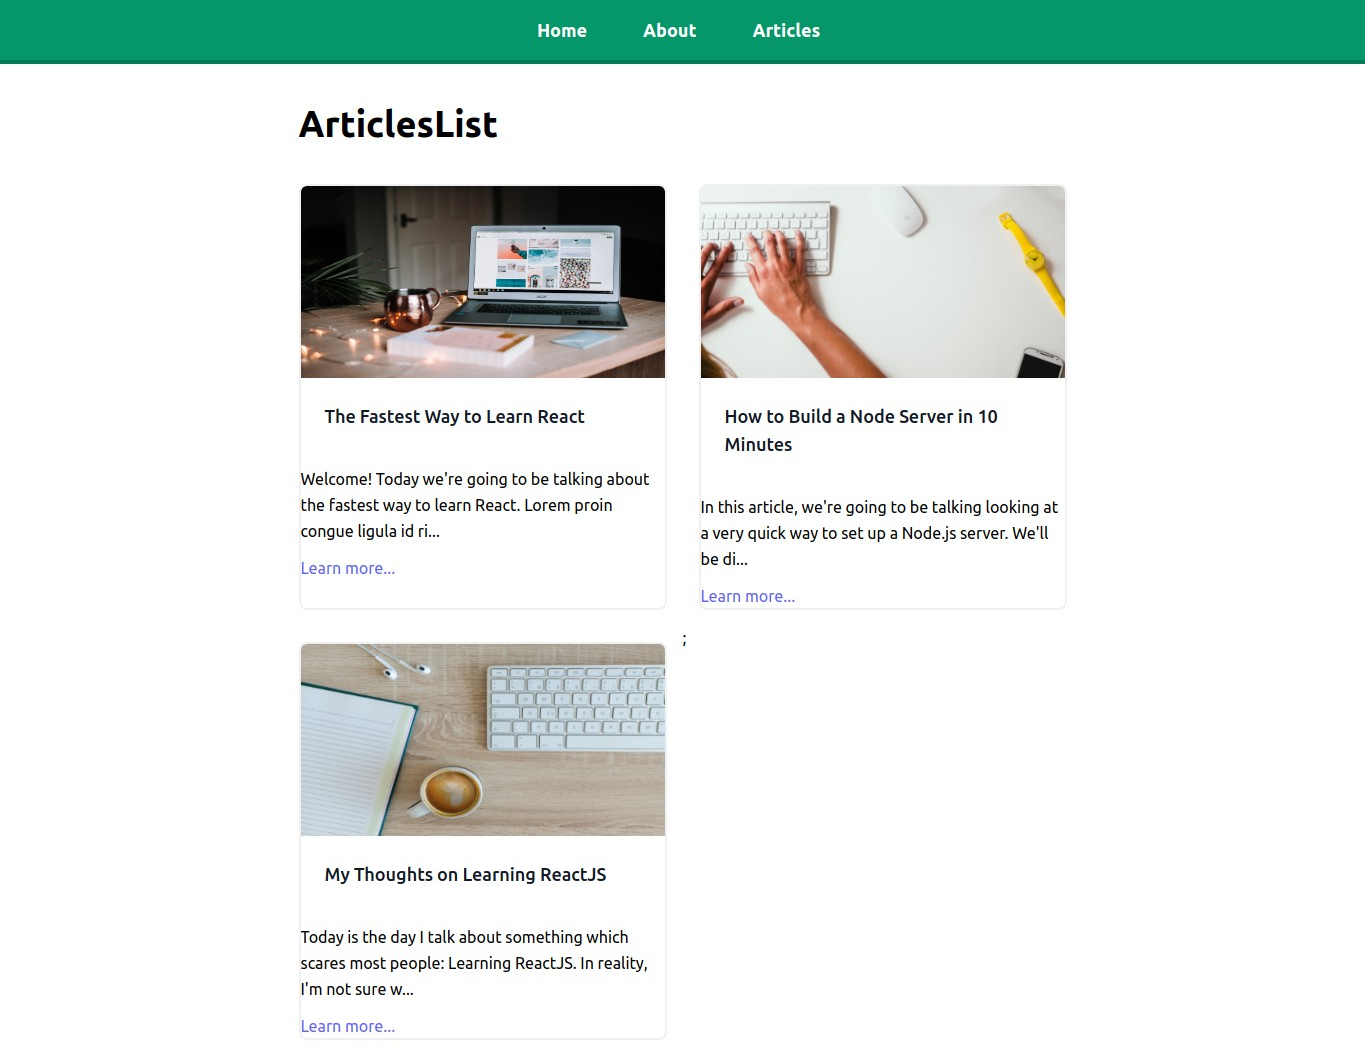 Home About Articles
ArticlesList
The Fastest Way to Learn React
Welcome! Today we're going to be talking about
the fastest way to learn React. Lorem proin
congue ligula id ri...
Learn more...
How to Build a Node Server in 10
Minutes
In this article, we're going to be talking looking at
a very quick way to set up a Node.js server. We'll
be di...
Learn more...
;
My Thoughts on Learning ReactJS
Today is the day I talk about something which
scares most people: Learning ReactJS. In reality,
I'm not sure w...
Learn more...